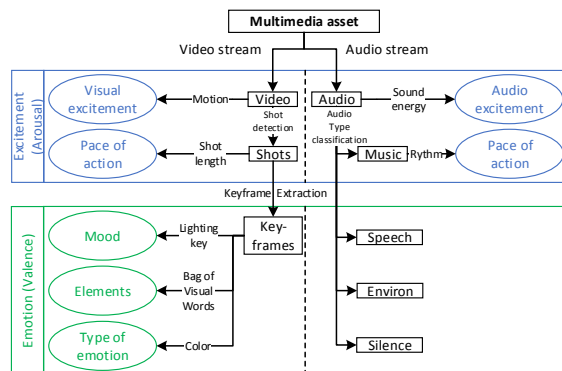 Multimedia asset
Video stream
Audio stream
Excitement
(Arousal)
Visual
excitement
Motion
Video
Audio
Sound
energy
Audio
excitement
Shot
detection
Audio
Type
classification
Pace of
action
Shot
length
Shots
Music
Rythm
Pace of
action
Keyframe Extraction
Emotion (Valence)
Mood
Lighting
key
Key-
frames
Speech
Elements
Bag of
Visual
Words
Environ
Type of
emotion
Color
Silence